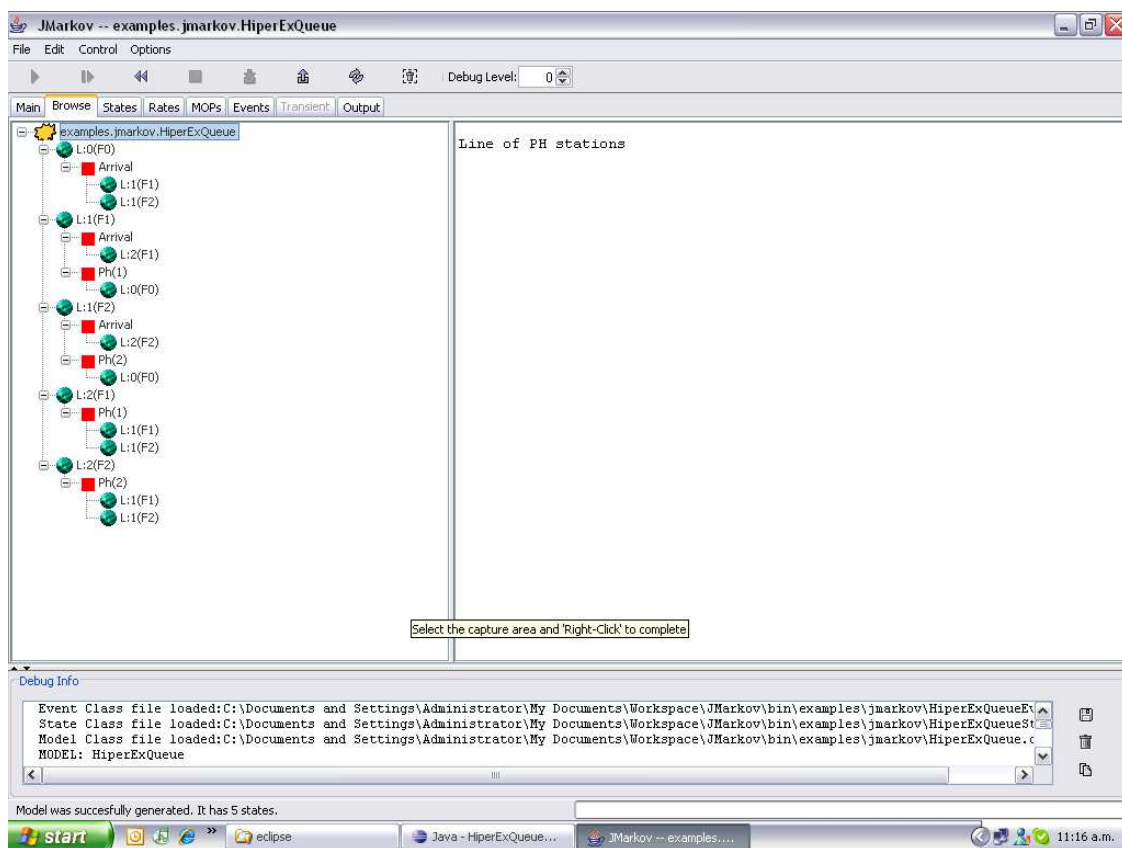 JMarkov -- examples.jmarkov.HiperExQueue
File Edit Control Options
Debug Level: 0
Main Browse States Rates MOPs Events Transient Output
examples.jmarkov.HiperExQueue
L:0(F0)
Arrival
L:1(F1)
L:1(F2)
L:1(F1)
Arrival
L:2(F1)
Ph(1)
L:0(F0)
L:1(F2)
Arrival
L:2(F2)
Ph(2)
L:0(F0)
L:2(F1)
Ph(1)
L:1(F1)
L:1(F2)
L:2(F2)
Ph(2)
L:1(F1)
L:1(F2)
Line of PH stations
Select the capture area and 'Right-Click' to complete
Debug Info
Event Class file loaded:C:\Documents and Settings\Administrator\My Documents\Workspace\JMarkov\bin\examples\jmarkov\HiperExQueueEv
State Class file loaded:C:\Documents and Settings\Administrator\My Documents\Workspace\JMarkov\bin\examples\jmarkov\HiperExQueueSt
Model Class file loaded:C:\Documents and Settings\Administrator\My Documents\Workspace\JMarkov\bin\examples\jmarkov\HiperExQueue.c
MODEL: HiperExQueue
Model was succesfully generated. It has 5 states.
start » eclipse Java - HiperExQueue... JMarkov -- examples.... 11:16 a.m.